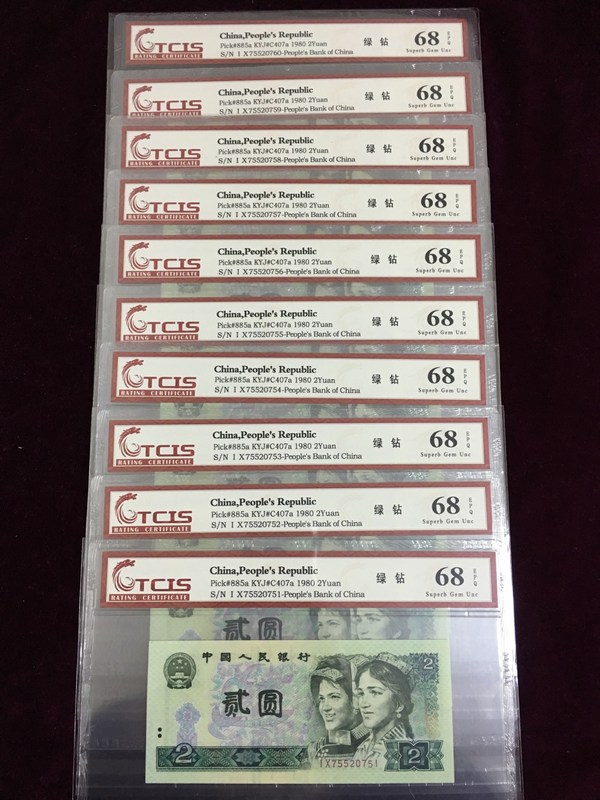 TCIS
RATING CERTIFICATE
China,People's Republic
Pick#885a KYJ#C407a 1980 2Yuan
S/N I X75520760-People's Bank of China
绿 钻
68 EPQ
Superb Gem Unc
TCIS
RATING CERTIFICATE
China,People's Republic
Pick#885a KYJ#C407a 1980 2Yuan
S/N I X75520759-People's Bank of China
绿 钻
68 EPQ
Superb Gem Unc
TCIS
RATING CERTIFICATE
China,People's Republic
Pick#885a KYJ#C407a 1980 2Yuan
S/N I X75520758-People's Bank of China
绿 钻
68 EPQ
Superb Gem Unc
TCIS
RATING CERTIFICATE
China,People's Republic
Pick#885a KYJ#C407a 1980 2Yuan
S/N I X75520757-People's Bank of China
绿 钻
68 EPQ
Superb Gem Unc
TCIS
RATING CERTIFICATE
China,People's Republic
Pick#885a KYJ#C407a 1980 2Yuan
S/N I X75520756-People's Bank of China
绿 钻
68 EPQ
Superb Gem Unc
TCIS
RATING CERTIFICATE
China,People's Republic
Pick#885a KYJ#C407a 1980 2Yuan
S/N I X75520755-People's Bank of China
绿 钻
68 EPQ
Superb Gem Unc
TCIS
RATING CERTIFICATE
China,People's Republic
Pick#885a KYJ#C407a 1980 2Yuan
S/N I X75520754-People's Bank of China
绿 钻
68 EPQ
Superb Gem Unc
TCIS
RATING CERTIFICATE
China,People's Republic
Pick#885a KYJ#C407a 1980 2Yuan
S/N I X75520753-People's Bank of China
绿 钻
68 EPQ
Superb Gem Unc
TCIS
RATING CERTIFICATE
China,People's Republic
Pick#885a KYJ#C407a 1980 2Yuan
S/N I X75520752-People's Bank of China
绿 钻
68 EPQ
Superb Gem Unc
TCIS
RATING CERTIFICATE
China,People's Republic
Pick#885a KYJ#C407a 1980 2Yuan
S/N I X75520751-People's Bank of China
绿 钻
68 EPQ
Superb Gem Unc
贰圆
中国人民银行
2
贰圆
2
IX75520751
2